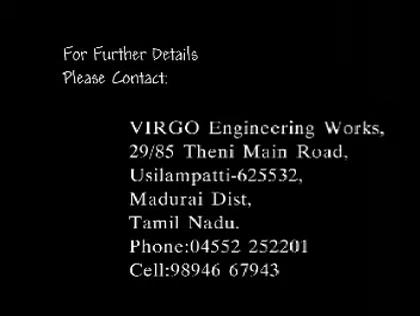 For Further Details
Please Contact:
VIRGO Engineering Works,
29/85 Theni Main Road,
Usilampatti-625532,
Madurai Dist,
Tamil Nadu.
Phone:04552 252201
Cell:98946 67943